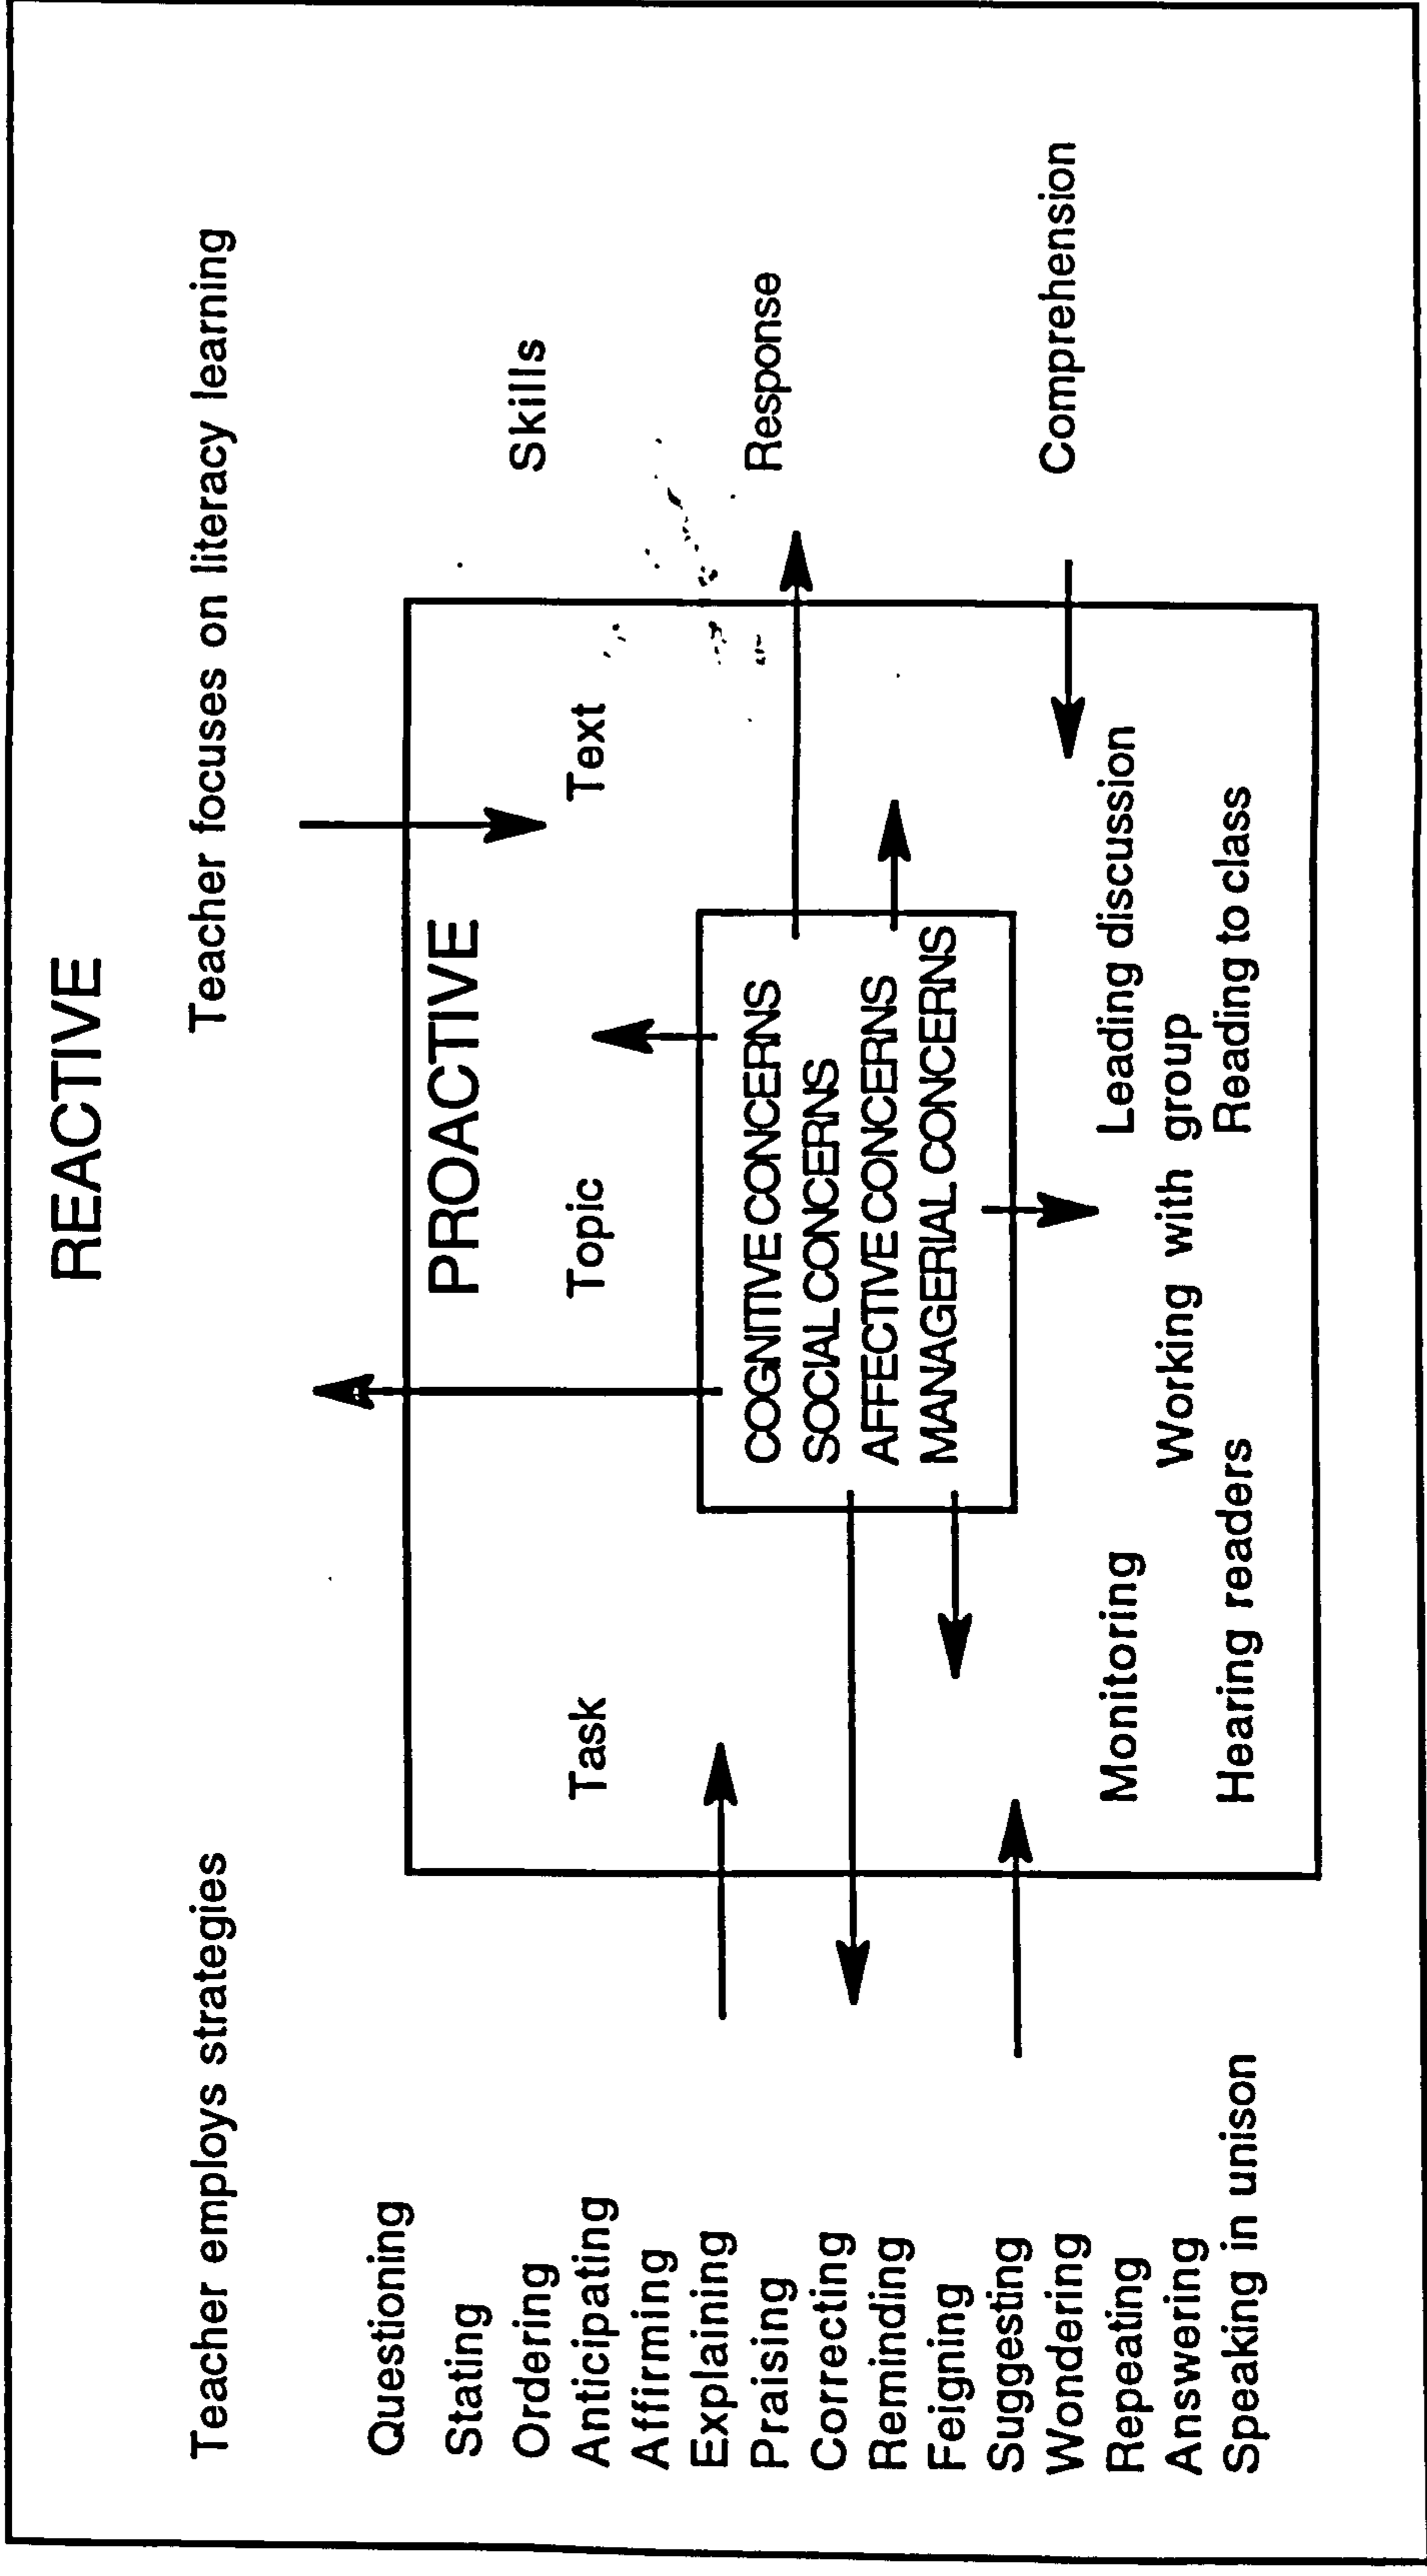 REACTIVE
Teacher employs strategies
Teacher focuses on literacy learning
Questioning
Stating
Ordering
Anticipating
Affirming
Explaining
Praising
Correcting
Reminding
Feigning
Suggesting
Wondering
Repeating
Answering
Speaking in unison
PROACTIVE
Task
Topic
Text
COGNITIVE CONCERNS
SOCIAL CONCERNS
AFFECTIVE CONCERNS
MANAGERIAL CONCERNS
Monitoring
Leading discussion
Working with group
Hearing readers
Reading to class
Skills
Response
Comprehension